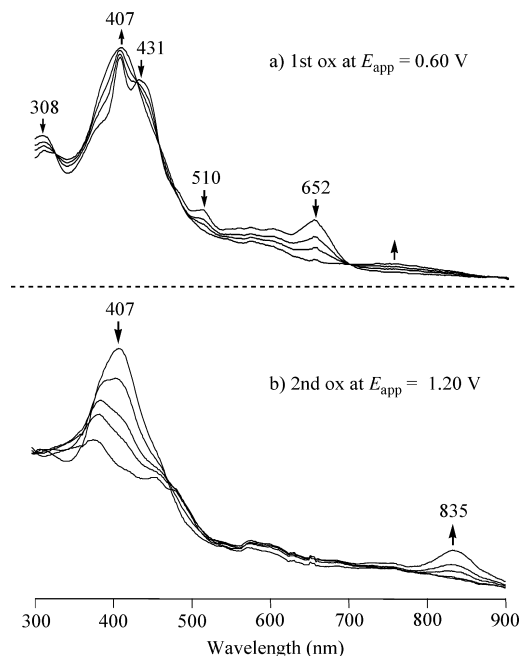 407
431
a) 1st ox at Eapp = 0.60 V
308
510
652
407
b) 2nd ox at Eapp = 1.20 V
835
300 400 500 600 700 800 900
Wavelength (nm)